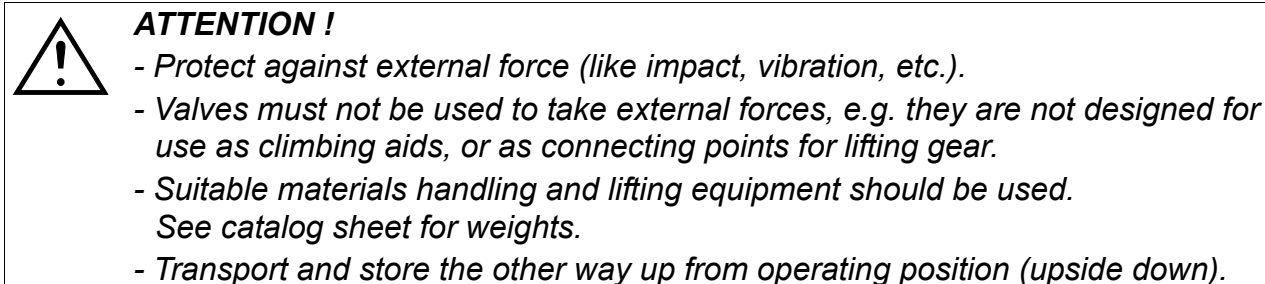 ATTENTION !
- Protect against external force (like impact, vibration, etc.).
- Valves must not be used to take external forces, e.g. they are not designed for
use as climbing aids, or as connecting points for lifting gear.
- Suitable materials handling and lifting equipment should be used.
See catalog sheet for weights.
- Transport and store the other way up from operating position (upside down).